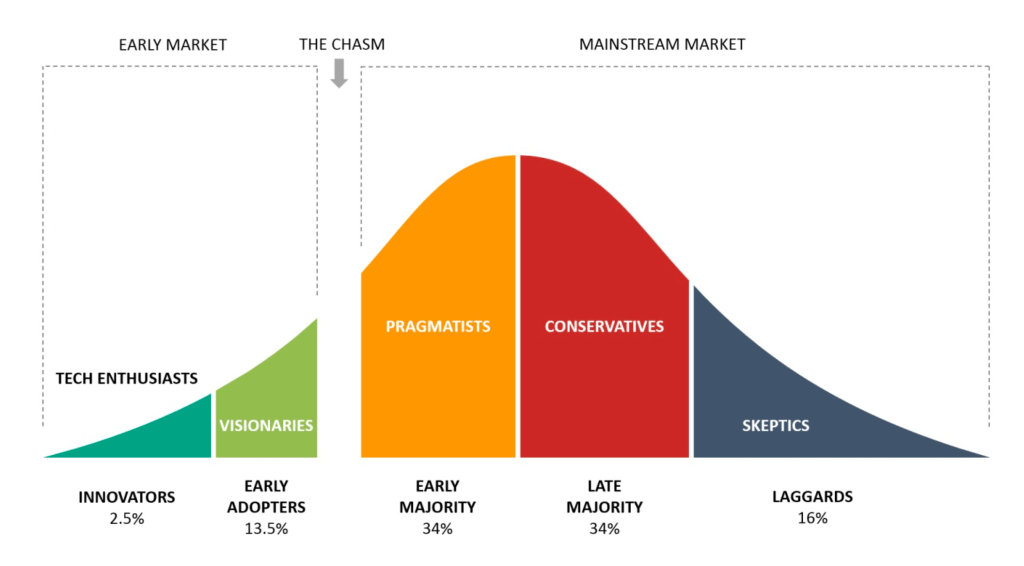 EARLY MARKET
THE CHASM
MAINSTREAM MARKET
PRAGMATISTS
CONSERVATIVES
TECH ENTHUSIASTS
VISIONARIES
SKEPTICS
INNOVATORS
2.5%
EARLY
ADOPTERS
13.5%
EARLY
MAJORITY
34%
LATE
MAJORITY
34%
LAGGARDS
16%